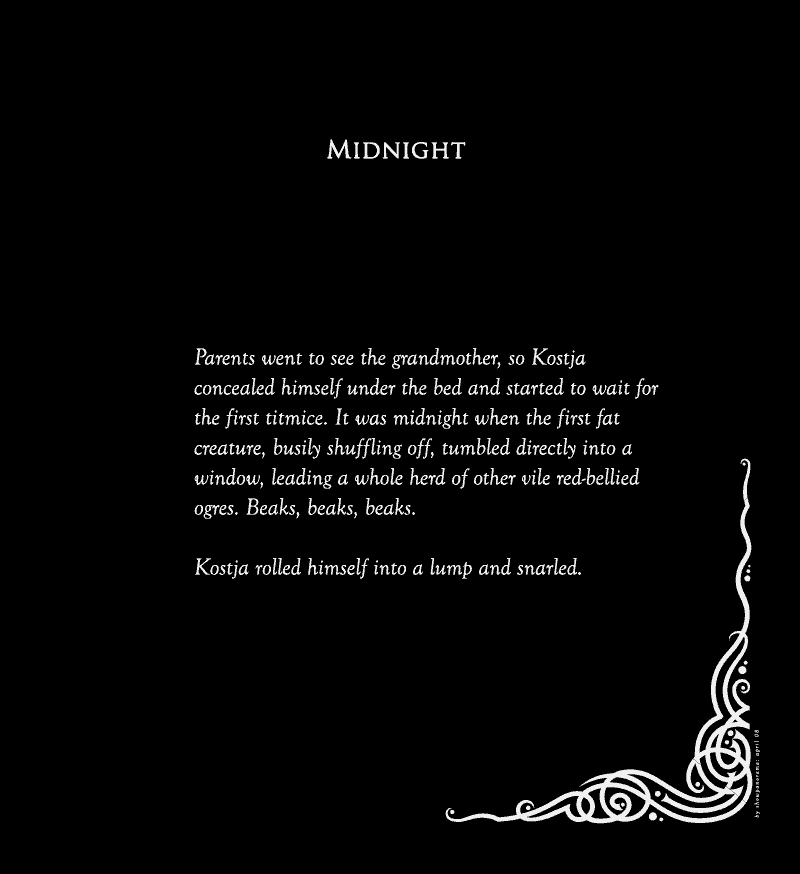 Midnight
Parents went to see the grandmother, so Kostja
concealed himself under the bed and started to wait for
the first titmice. It was midnight when the first fat
creature, busily shuffling off, tumbled directly into a
window, leading a whole herd of other vile red-bellied
ogres. Beaks, beaks, beaks.
Kostja rolled himself into a lump and snarled.
by showpanorama: april 08